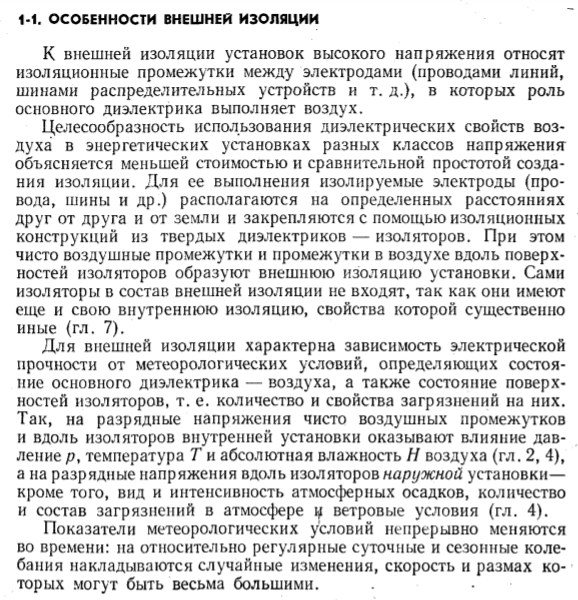 1-1. ОСОБЕННОСТИ ВНЕШНЕЙ ИЗОЛЯЦИИ
К внешней изоляции установок высокого напряжения относят
изоляционные промежутки между электродами (проводами линий,
шинами распределительных устройств и т. д.), в которых роль
основного диэлектрика выполняет воздух.
Целесообразность использования диэлектрических свойств воз-
духа в энергетических установках разных классов напряжения
объясняется меньшей стоимостью и сравнительной простотой созда-
ния изоляции. Для ее выполнения изолируемые электроды (про-
вода, шины и др.) располагаются на определенных расстояниях
друг от друга и от земли и закрепляются с помощью изоляционных
конструкций из твердых диэлектриков — изоляторов. При этом
чисто воздушные промежутки и промежутки в воздухе вдоль поверх-
ностей изоляторов образуют внешнюю изоляцию установки. Сами
изоляторы в состав внешней изоляции не входят, так как они имеют
еще и свою внутреннюю изоляцию, свойства которой существенно
иные (гл. 7).
Для внешней изоляции характерна зависимость электрической
прочности от метеорологических условий, определяющих состоя-
ние основного диэлектрика — воздуха, а также состояние поверх-
ностей изоляторов, т. е. количество и свойства загрязнений на них.
Так, на разрядные напряжения чисто воздушных промежутков
и вдоль изоляторов внутренней установки оказывают влияние дав-
ление p, температура T и абсолютная влажность H воздуха (гл. 2, 4),
а на разрядные напряжения вдоль изоляторов наружной установки—
кроме того, вид и интенсивность атмосферных осадков, количество
и состав загрязнений в атмосфере и ветровые условия (гл. 4).
Показатели метеорологических условий непрерывно меняются
во времени: на относительно регулярные суточные и сезонные коле-
бания накладываются случайные изменения, скорость и размах ко-
торых могут быть весьма большими.